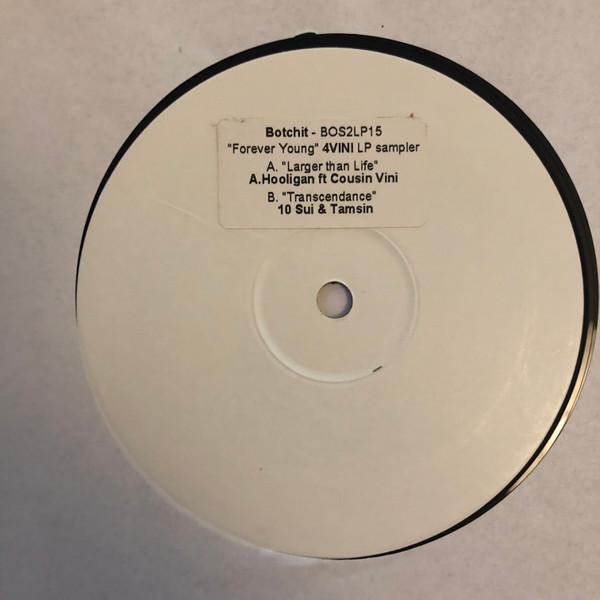 Botchit - BOS2LP15
"Forever Young" 4VINI LP sampler
A. "Larger than Life"
A.Hooligan ft Cousin Vini
B. "Transcendance"
10 Sui & Tamsin